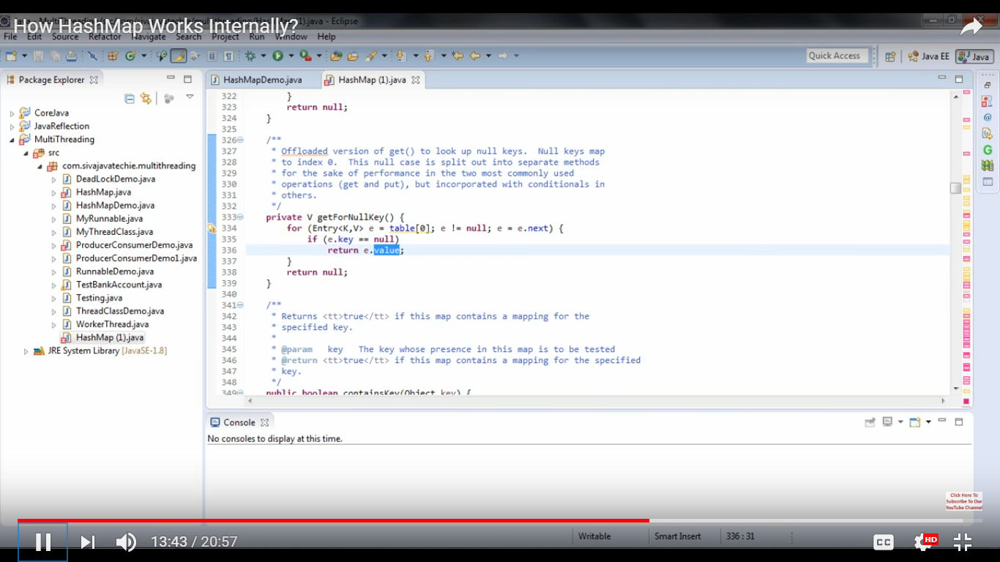 How HashMap Works Internally?
.java - Eclipse
File Edit Source Refactor Navigate Search Project Run Window Help
Quick Access
Java EE
Java
Package Explorer
HashMapDemo.java
HashMap (1).java
CoreJava
JavaReflection
MultiThreading
src
com.sivajavatechie.multithreading
DeadLockDemo.java
HashMap.java
HashMapDemo.java
MyRunnable.java
MyThreadClass.java
ProducerConsumerDemo.java
ProducerConsumerDemo1.java
RunnableDemo.java
TestBankAccount.java
Testing.java
ThreadClassDemo.java
WorkerThread.java
HashMap (1).java
JRE System Library [JavaSE-1.8]
322 }
323 return null;
324 }
325
326 /**
327 * Offloaded version of get() to look up null keys. Null keys map
328 * to index 0. This null case is split out into separate methods
329 * for the sake of performance in the two most commonly used
330 * operations (get and put), but incorporated with conditionals in
331 * others.
332 */
333 private V getForNullKey() {
334 for (Entry<K,V> e = table[0]; e != null; e = e.next) {
335 if (e.key == null)
336 return e.value;
337 }
338 return null;
339 }
340
341 /**
342 * Returns <tt>true</tt> if this map contains a mapping for the
343 * specified key.
344 *
345 * @param key The key whose presence in this map is to be tested
346 * @return <tt>true</tt> if this map contains a mapping for the specified
347 * key.
348 */
349 public boolean containsKey(Object key) {
Console
No consoles to display at this time.
Click Here To
Subscribe To Our
YouTube Channel
Writable
Smart Insert
336 : 31
13:43 / 20:57
CC
HD